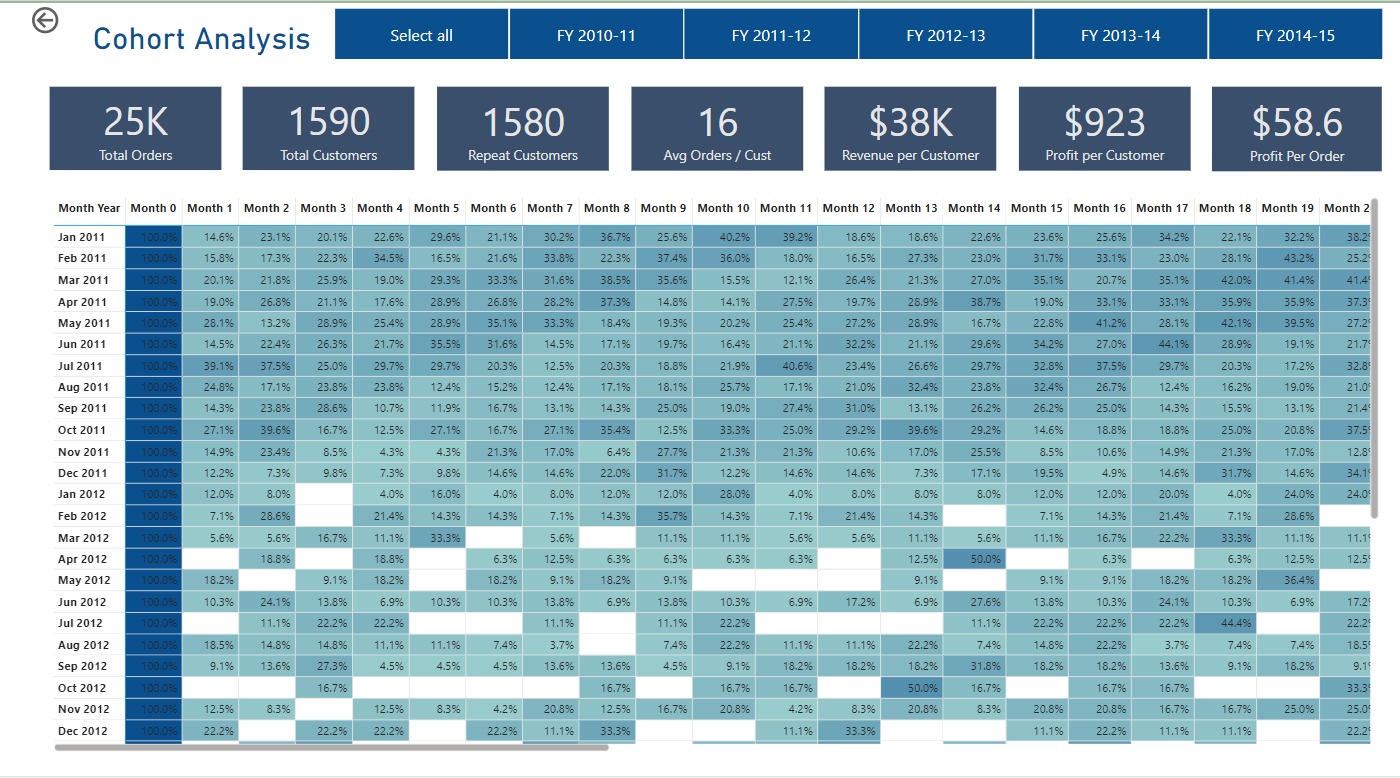 Cohort Analysis
Select all FY 2010-11 FY 2011-12 FY 2012-13 FY 2013-14 FY 2014-15
25K 1590 1580 16 $38K $923 $58.6
Total Orders Total Customers Repeat Customers Avg Orders / Cust Revenue per Customer Profit per Customer Profit Per Order
Month Year Month 0 Month 1 Month 2 Month 3 Month 4 Month 5 Month 6 Month 7 Month 8 Month 9 Month 10 Month 11 Month 12 Month 13 Month 14 Month 15 Month 16 Month 17 Month 18 Month 19 Month 2
Jan 2011 100.0% 14.6% 23.1% 20.1% 22.6% 29.6% 21.1% 30.2% 36.7% 25.6% 40.2% 39.2% 18.6% 18.6% 22.6% 23.6% 25.6% 34.2% 22.1% 32.2% 38.2%
Feb 2011 100.0% 15.8% 17.3% 22.3% 34.5% 16.5% 21.6% 33.8% 22.3% 37.4% 36.0% 18.0% 16.5% 27.3% 23.0% 31.7% 33.1% 23.0% 28.1% 43.2% 25.2%
Mar 2011 100.0% 20.1% 21.8% 25.9% 19.0% 29.3% 33.3% 31.6% 38.5% 35.6% 15.5% 12.1% 26.4% 21.3% 27.0% 35.1% 20.7% 35.1% 42.0% 41.4% 41.4%
Apr 2011 100.0% 19.0% 26.8% 21.1% 17.6% 28.9% 26.8% 28.2% 37.3% 14.8% 14.1% 27.5% 19.7% 28.9% 38.7% 19.0% 33.1% 33.1% 35.9% 35.9% 37.3%
May 2011 100.0% 28.1% 13.2% 28.9% 25.4% 28.9% 35.1% 33.3% 18.4% 19.3% 20.2% 25.4% 27.2% 28.9% 16.7% 22.8% 41.2% 28.1% 42.1% 39.5% 27.2%
Jun 2011 100.0% 14.5% 22.4% 26.3% 21.7% 35.5% 31.6% 14.5% 17.1% 19.7% 16.4% 21.1% 32.2% 21.1% 29.6% 34.2% 27.0% 44.1% 28.9% 19.1% 21.7%
Jul 2011 100.0% 39.1% 37.5% 25.0% 29.7% 29.7% 20.3% 12.5% 20.3% 18.8% 21.9% 40.6% 23.4% 26.6% 29.7% 32.8% 37.5% 29.7% 20.3% 17.2% 32.8%
Aug 2011 100.0% 24.8% 17.1% 23.8% 23.8% 12.4% 15.2% 12.4% 17.1% 18.1% 25.7% 17.1% 21.0% 32.4% 23.8% 32.4% 26.7% 12.4% 16.2% 19.0% 21.0%
Sep 2011 100.0% 14.3% 23.8% 28.6% 10.7% 11.9% 16.7% 13.1% 14.3% 25.0% 19.0% 27.4% 31.0% 13.1% 26.2% 26.2% 25.0% 14.3% 15.5% 13.1% 21.4%
Oct 2011 100.0% 27.1% 39.6% 16.7% 12.5% 27.1% 16.7% 27.1% 35.4% 12.5% 33.3% 25.0% 29.2% 39.6% 29.2% 14.6% 18.8% 18.8% 25.0% 20.8% 37.5%
Nov 2011 100.0% 14.9% 23.4% 8.5% 4.3% 4.3% 21.3% 17.0% 6.4% 27.7% 21.3% 21.3% 10.6% 17.0% 25.5% 8.5% 10.6% 14.9% 21.3% 17.0% 12.8%
Dec 2011 100.0% 12.2% 7.3% 9.8% 7.3% 9.8% 14.6% 14.6% 22.0% 31.7% 12.2% 14.6% 14.6% 7.3% 17.1% 19.5% 4.9% 14.6% 31.7% 14.6% 34.1%
Jan 2012 100.0% 12.0% 8.0% 4.0% 16.0% 4.0% 8.0% 12.0% 12.0% 28.0% 4.0% 8.0% 8.0% 8.0% 12.0% 12.0% 20.0% 4.0% 24.0% 24.0%
Feb 2012 100.0% 7.1% 28.6% 21.4% 14.3% 14.3% 7.1% 14.3% 35.7% 14.3% 7.1% 21.4% 14.3% 7.1% 14.3% 21.4% 7.1% 28.6%
Mar 2012 100.0% 5.6% 5.6% 16.7% 11.1% 33.3% 5.6% 11.1% 11.1% 5.6% 5.6% 11.1% 5.6% 11.1% 16.7% 22.2% 33.3% 11.1% 11.1%
Apr 2012 100.0% 18.8% 18.8% 6.3% 12.5% 6.3% 6.3% 6.3% 6.3% 12.5% 50.0% 6.3% 6.3% 12.5% 12.5%
May 2012 100.0% 18.2% 9.1% 18.2% 18.2% 9.1% 18.2% 9.1% 9.1% 9.1% 9.1% 18.2% 18.2% 36.4%
Jun 2012 100.0% 10.3% 24.1% 13.8% 6.9% 10.3% 10.3% 13.8% 6.9% 13.8% 10.3% 6.9% 17.2% 6.9% 27.6% 13.8% 10.3% 24.1% 10.3% 6.9% 17.2%
Jul 2012 100.0% 11.1% 22.2% 22.2% 11.1% 11.1% 22.2% 11.1% 22.2% 22.2% 22.2% 44.4% 22.2%
Aug 2012 100.0% 18.5% 14.8% 14.8% 11.1% 11.1% 7.4% 3.7% 7.4% 22.2% 11.1% 11.1% 22.2% 7.4% 14.8% 22.2% 3.7% 7.4% 7.4% 18.5%
Sep 2012 100.0% 9.1% 13.6% 27.3% 4.5% 4.5% 4.5% 13.6% 13.6% 4.5% 9.1% 18.2% 18.2% 18.2% 31.8% 18.2% 18.2% 13.6% 9.1% 18.2% 9.1%
Oct 2012 100.0% 16.7% 16.7% 16.7% 16.7% 50.0% 16.7% 16.7% 16.7% 33.3%
Nov 2012 100.0% 12.5% 8.3% 12.5% 8.3% 4.2% 20.8% 12.5% 16.7% 20.8% 4.2% 8.3% 20.8% 8.3% 20.8% 20.8% 16.7% 16.7% 25.0% 25.0%
Dec 2012 100.0% 22.2% 22.2% 22.2% 22.2% 11.1% 33.3% 11.1% 33.3% 11.1% 22.2% 11.1% 11.1% 22.2%